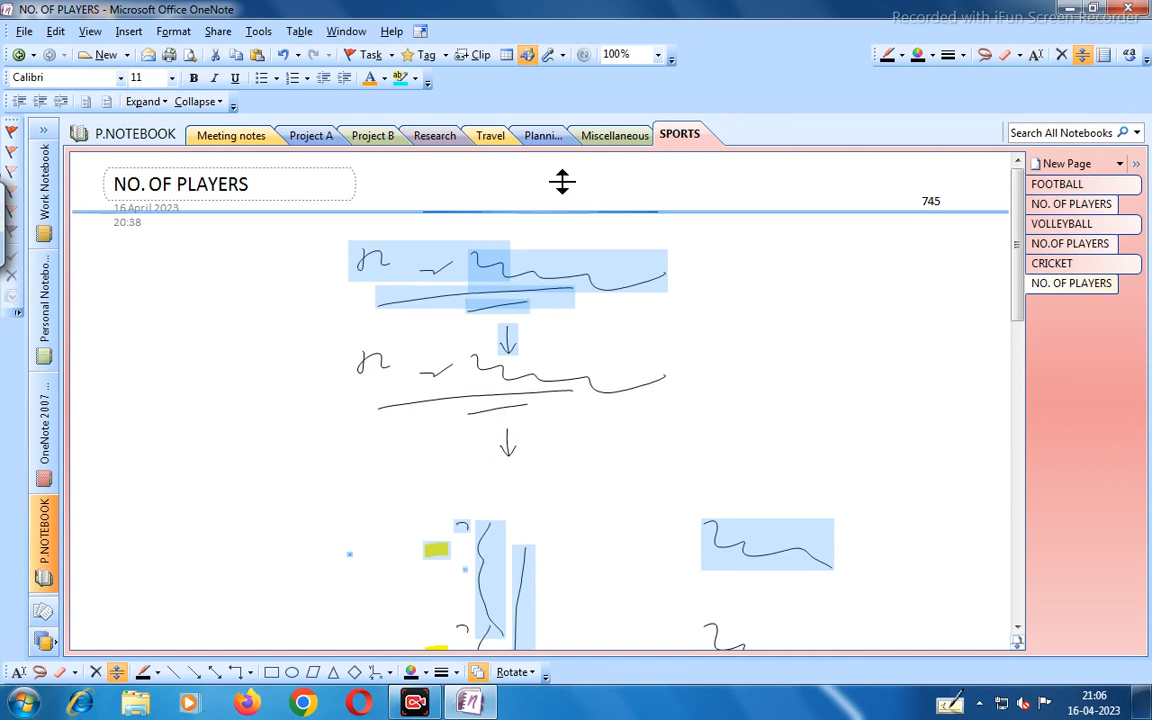 NO. OF PLAYERS - Microsoft Office OneNote
Recorded with iFun Screen Recorder
File Edit View Insert Format Share Tools Table Window Help
New Task Tag Clip 100%
Calibri 11 B I U A ab
Expand Collapse
P.NOTEBOOK Meeting notes Project A Project B Research Travel Planni... Miscellaneous SPORTS Search All Notebooks
NO. OF PLAYERS
16 April 2023
20:38
745
New Page
FOOTBALL
NO. OF PLAYERS
VOLLEYBALL
NO.OF PLAYERS
CRICKET
NO. OF PLAYERS
Work Notebook
Personal Notebo...
OneNote 2007 ...
P.NOTEBOOK
Rotate
21:06
16-04-2023